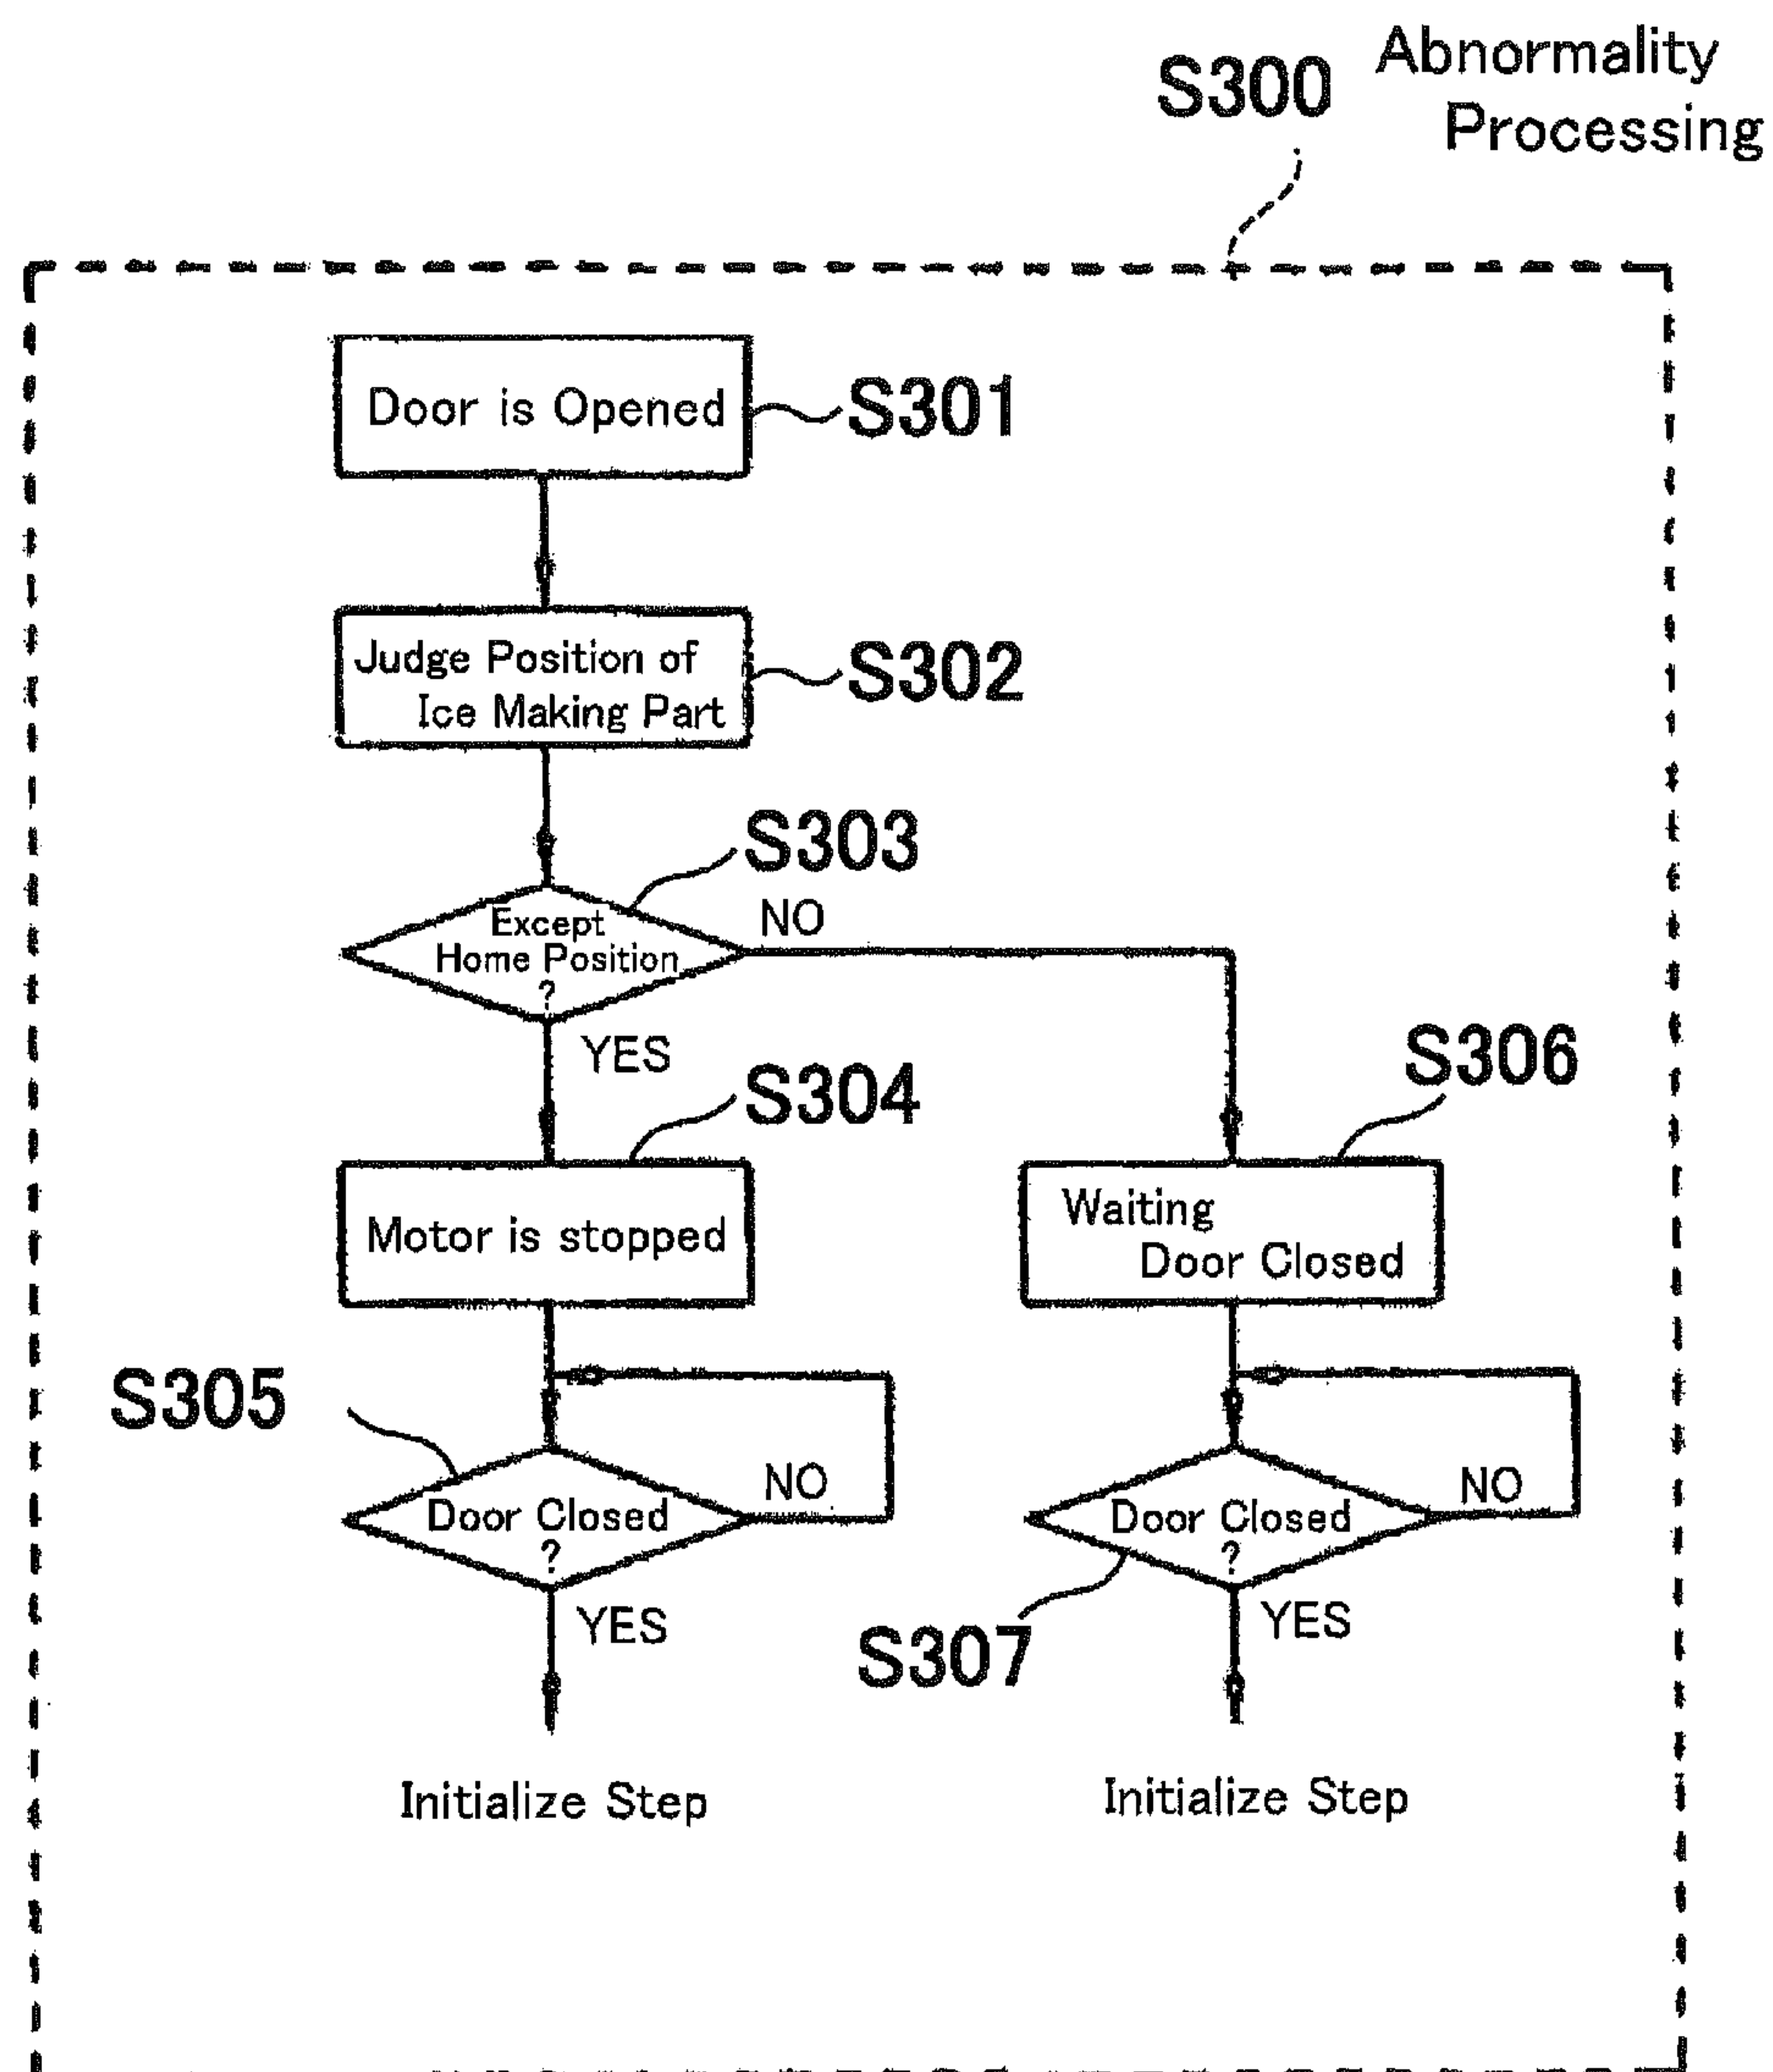 S300 Abnormality
Processing
Door is Opened
S301
Judge Position of
Ice Making Part
S302
S303
Except
Home Position
?
NO
YES
S304
S306
Motor is stopped
Waiting
Door Closed
S305
Door Closed
?
NO
YES
Door Closed
?
NO
YES
S307
Initialize Step
Initialize Step